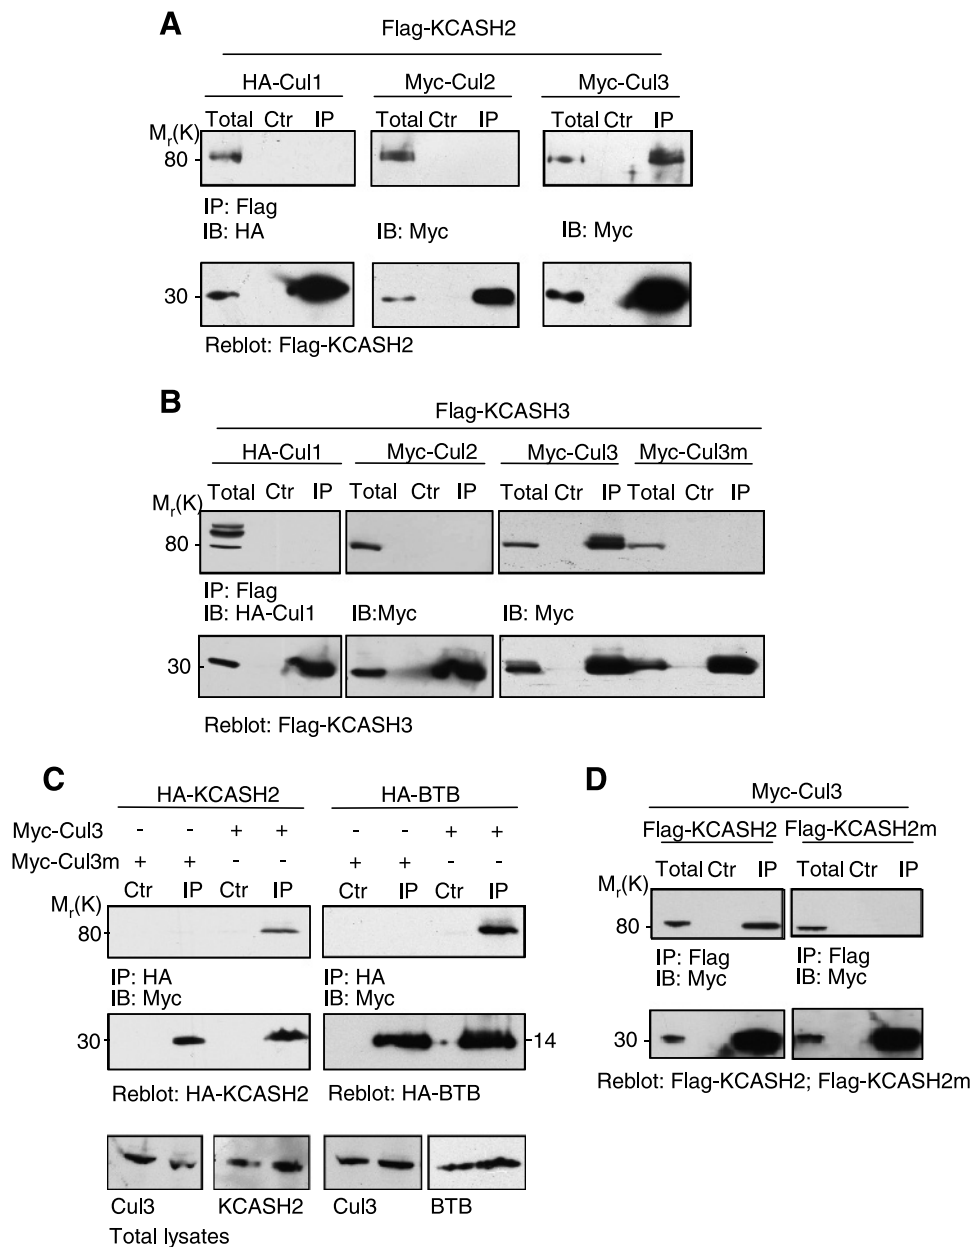 A
Flag-KCASH2
HA-Cul1 Myc-Cul2 Myc-Cul3
Total Ctr IP Total Ctr IP Total Ctr IP
Mr(K)
80
IP: Flag
IB: HA IB: Myc IB: Myc
30
Reblot: Flag-KCASH2
B
Flag-KCASH3
HA-Cul1 Myc-Cul2 Myc-Cul3 Myc-Cul3m
Total Ctr IP Total Ctr IP Total Ctr IP Total Ctr IP
Mr(K)
80
IP: Flag
IB: HA-Cul1 IB:Myc IB: Myc
30
Reblot: Flag-KCASH3
C
HA-KCASH2 HA-BTB
Myc-Cul3 - - + + - - + +
Myc-Cul3m + + - - + + - -
Ctr IP Ctr IP Ctr IP Ctr IP
Mr(K)
80
IP: HA IP: HA
IB: Myc IB: Myc
30 14
Reblot: HA-KCASH2 Reblot: HA-BTB
Cul3 KCASH2 Cul3 BTB
Total lysates
D
Myc-Cul3
Flag-KCASH2 Flag-KCASH2m
Total Ctr IP Total Ctr IP
Mr(K)
80
IP: Flag IP: Flag
IB: Myc IB: Myc
30
Reblot: Flag-KCASH2; Flag-KCASH2m